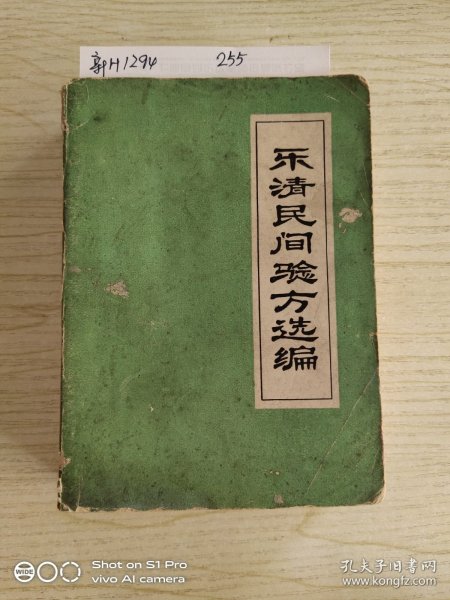 新H1294 255
乐清民间验方选编
WIDE
Shot on S1 Pro
vivo AI camera
孔夫子旧书网
www.kongfz.com